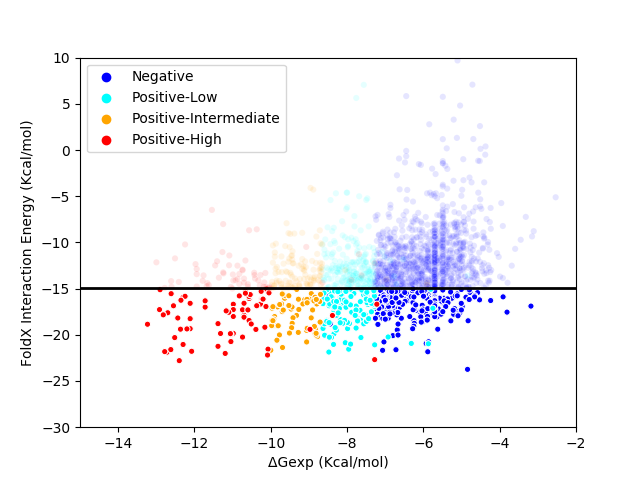 10
5
0
−5
−10
−15
−20
−25
−30
FoldX Interaction Energy (Kcal/mol)
Negative
Positive-Low
Positive-Intermediate
Positive-High
−14 −12 −10 −8 −6 −4 −2
ΔGexp (Kcal/mol)